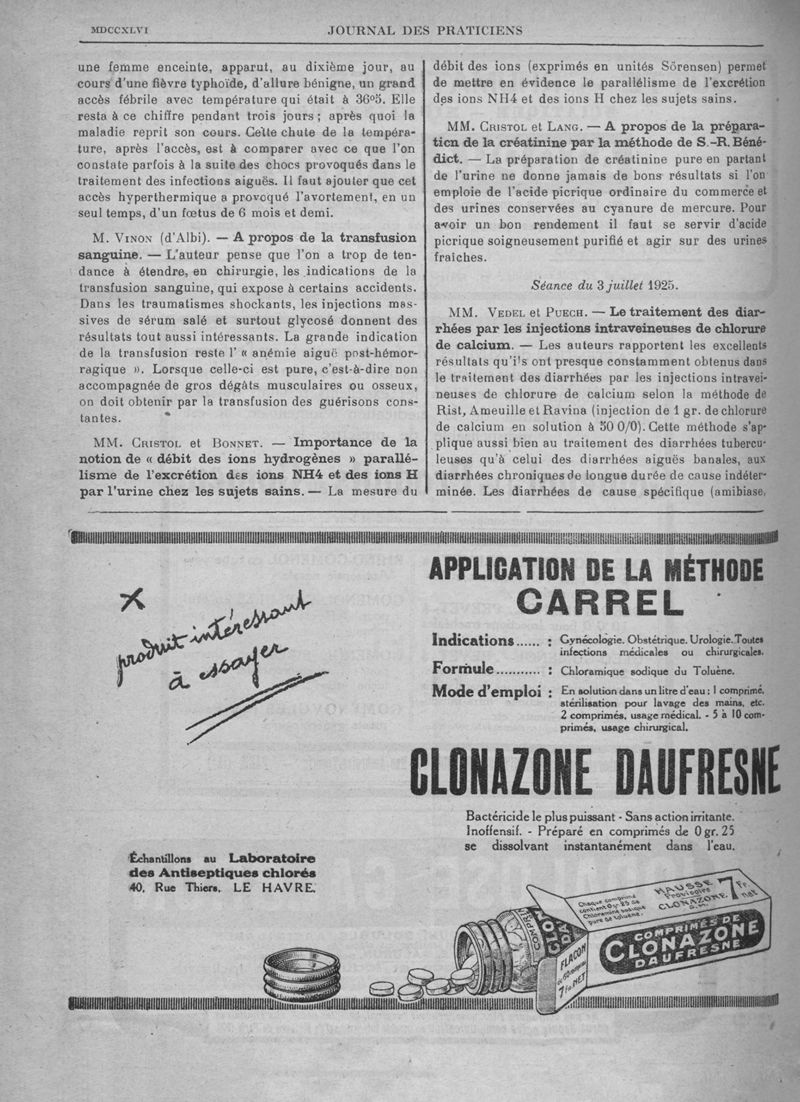 MDCCXLVI
JOURNAL DES PRATICIENS
une femme enceinte, apparut, au dixième jour, au
cours d'une fièvre typhoïde, d'allure bénigne, un grand
accès fébrile avec température qui était à 36°5. Elle
resta à ce chiffre pendant trois jours ; après quoi la
maladie reprit son cours. Cette chute de la tempéra-
ture, après l'accès, est à comparer avec ce que l'on
constate parfois à la suite des chocs provoqués dans le
traitement des infections aiguës. Il faut ajouter que cet
accès hyperthermique a provoqué l'avortement, en un
seul temps, d'un fœtus de 6 mois et demi.
M. VINON (d'Albi). — A propos de la transfusion
sanguine. — L'auteur pense que l'on a trop de ten-
dance à étendre, en chirurgie, les indications de la
transfusion sanguine, qui expose à certains accidents.
Dans les traumatismes shockants, les injections mas-
sives de sérum salé et surtout glycosé donnent des
résultats tout aussi intéressants. La grande indication
de la transfusion reste l' « anémie aiguë post-hémor-
ragique ». Lorsque celle-ci est pure, c'est-à-dire non
accompagnée de gros dégâts musculaires ou osseux,
on doit obtenir par la transfusion des guérisons cons-
tantes.
MM. CRISTOL et BONNET. — Importance de la
notion de « débit des ions hydrogènes » parallé-
lisme de l'excrétion des ions NH4 et des ions H
par l'urine chez les sujets sains. — La mesure du
débit des ions (exprimés en unités Sörensen) permet
de mettre en évidence le parallélisme de l'excrétion
des ions NH4 et des ions H chez les sujets sains.
MM. CRISTOL et LANG. — A propos de la prépara-
tion de la créatinine par la méthode de S.-R. Béné-
dict. — La préparation de créatinine pure en partant
de l'urine ne donne jamais de bons résultats si l'on
emploie de l'acide picrique ordinaire du commerce et
des urines conservées au cyanure de mercure. Pour
avoir un bon rendement il faut se servir d'acide
picrique soigneusement purifié et agir sur des urines
fraîches.
Séance du 3 juillet 1925.
MM. VEDEL et PUECH. — Le traitement des diar-
rhées par les injections intraveineuses de chlorure
de calcium. — Les auteurs rapportent les excellents
résultats qu'ils ont presque constamment obtenus dans
le traitement des diarrhées par les injections intravei-
neuses de chlorure de calcium selon la méthode de
Rist, Ameuille et Ravina (injection de 1 gr. de chlorure
de calcium en solution à 50 0/0). Cette méthode s'ap-
plique aussi bien au traitement des diarrhées tubercu-
leuses qu'à celui des diarrhées aiguës banales, aux
diarrhées chroniques de longue durée de cause indéter-
minée. Les diarrhées de cause spécifique (amibiase,
X
produit intéressant
à essayer
APPLICATION DE LA MÉTHODE
CARREL
Indications...... : Gynécologie. Obstétrique. Urologie. Toutes
infections médicales ou chirurgicales.
Formule........... : Chloramique sodique du Toluène.
Mode d'emploi : En solution dans un litre d'eau : 1 comprimé,
stérilisation pour lavage des mains, etc.
2 comprimés, usage médical. - 5 à 10 com-
primés, usage chirurgical.
CLONAZONE DAUFRESNE
Bactéricide le plus puissant - Sans action irritante.
Inoffensif. - Préparé en comprimés de 0 gr. 25
se dissolvant instantanément dans l'eau.
Échantillons au Laboratoire
des Antiseptiques chlorés
40, Rue Thiers, LE HAVRE.
Chaque comprimé
contient 0 gr. 25 de
Chloramine sodique
pure de toluène.
HAUSSE
Provisoire
CLONAZONE
7 Fr.
net
COMPRIMÉS DE
CLONAZONE
DAUFRESNE
FLACON
7 fr. NET